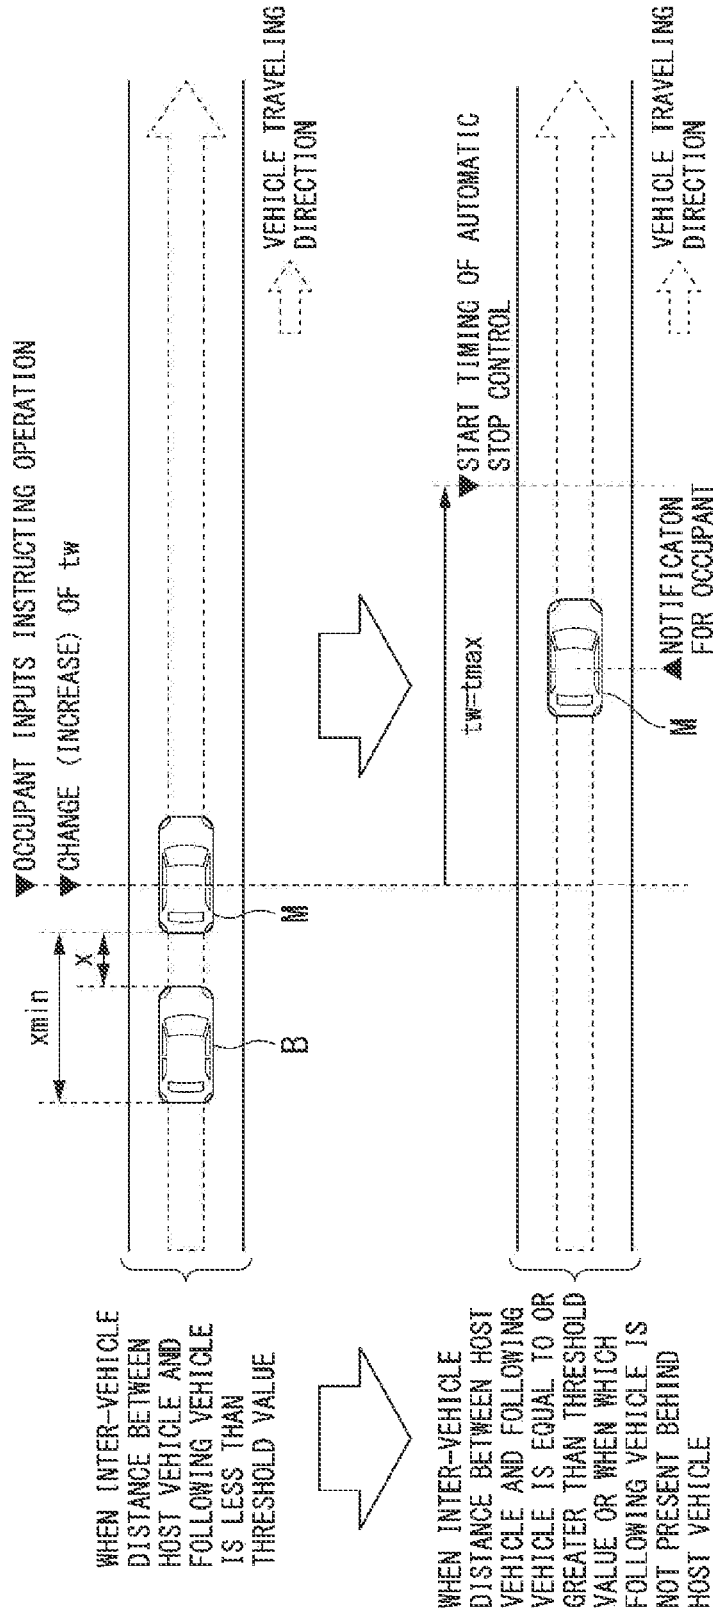 OCCUPANT INPUTS INSTRUCTING OPERATION
CHANGE (INCREASE) OF tw
xmin
x
B
M
VEHICLE TRAVELING
DIRECTION
WHEN INTER-VEHICLE
DISTANCE BETWEEN
HOST VEHICLE AND
FOLLOWING VEHICLE
IS LESS THAN
THRESHOLD VALUE
tw=tmax
START TIMING OF AUTOMATIC
STOP CONTROL
M
NOTIFICATON
FOR OCCUPANT
VEHICLE TRAVELING
DIRECTION
WHEN INTER-VEHICLE
DISTANCE BETWEEN HOST
VEHICLE AND FOLLOWING
VEHICLE IS EQUAL TO OR
GREATER THAN THRESHOLD
VALUE OR WHEN WHICH
FOLLOWING VEHICLE IS
NOT PRESENT BEHIND
HOST VEHICLE